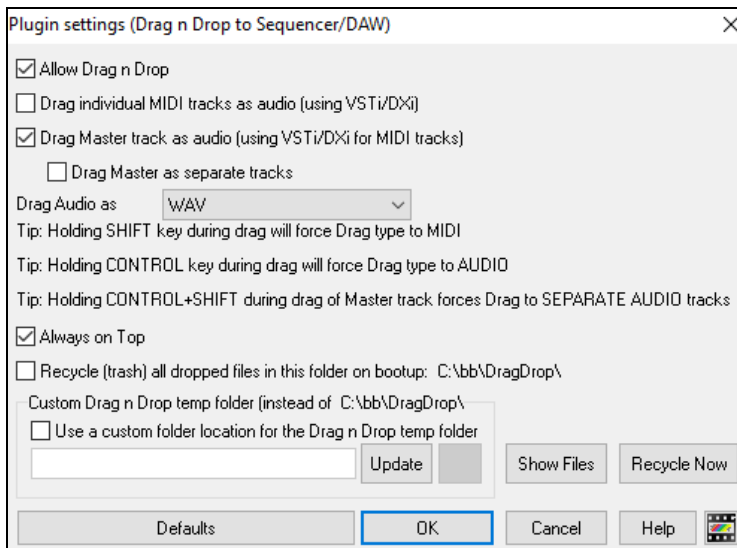 Plugin settings (Drag n Drop to Sequencer/DAW)
Allow Drag n Drop
Drag individual MIDI tracks as audio (using VSTi/DXi)
Drag Master track as audio (using VSTi/DXi for MIDI tracks)
Drag Master as separate tracks
Drag Audio as WAV
Tip: Holding SHIFT key during drag will force Drag type to MIDI
Tip: Holding CONTROL key during drag will force Drag type to AUDIO
Tip: Holding CONTROL+SHIFT during drag of Master track forces Drag to SEPARATE AUDIO tracks
Always on Top
Recycle (trash) all dropped files in this folder on bootup: C:\bb\DragDrop\
Custom Drag n Drop temp folder (instead of C:\bb\DragDrop\
Use a custom folder location for the Drag n Drop temp folder
Update Show Files Recycle Now
Defaults OK Cancel Help